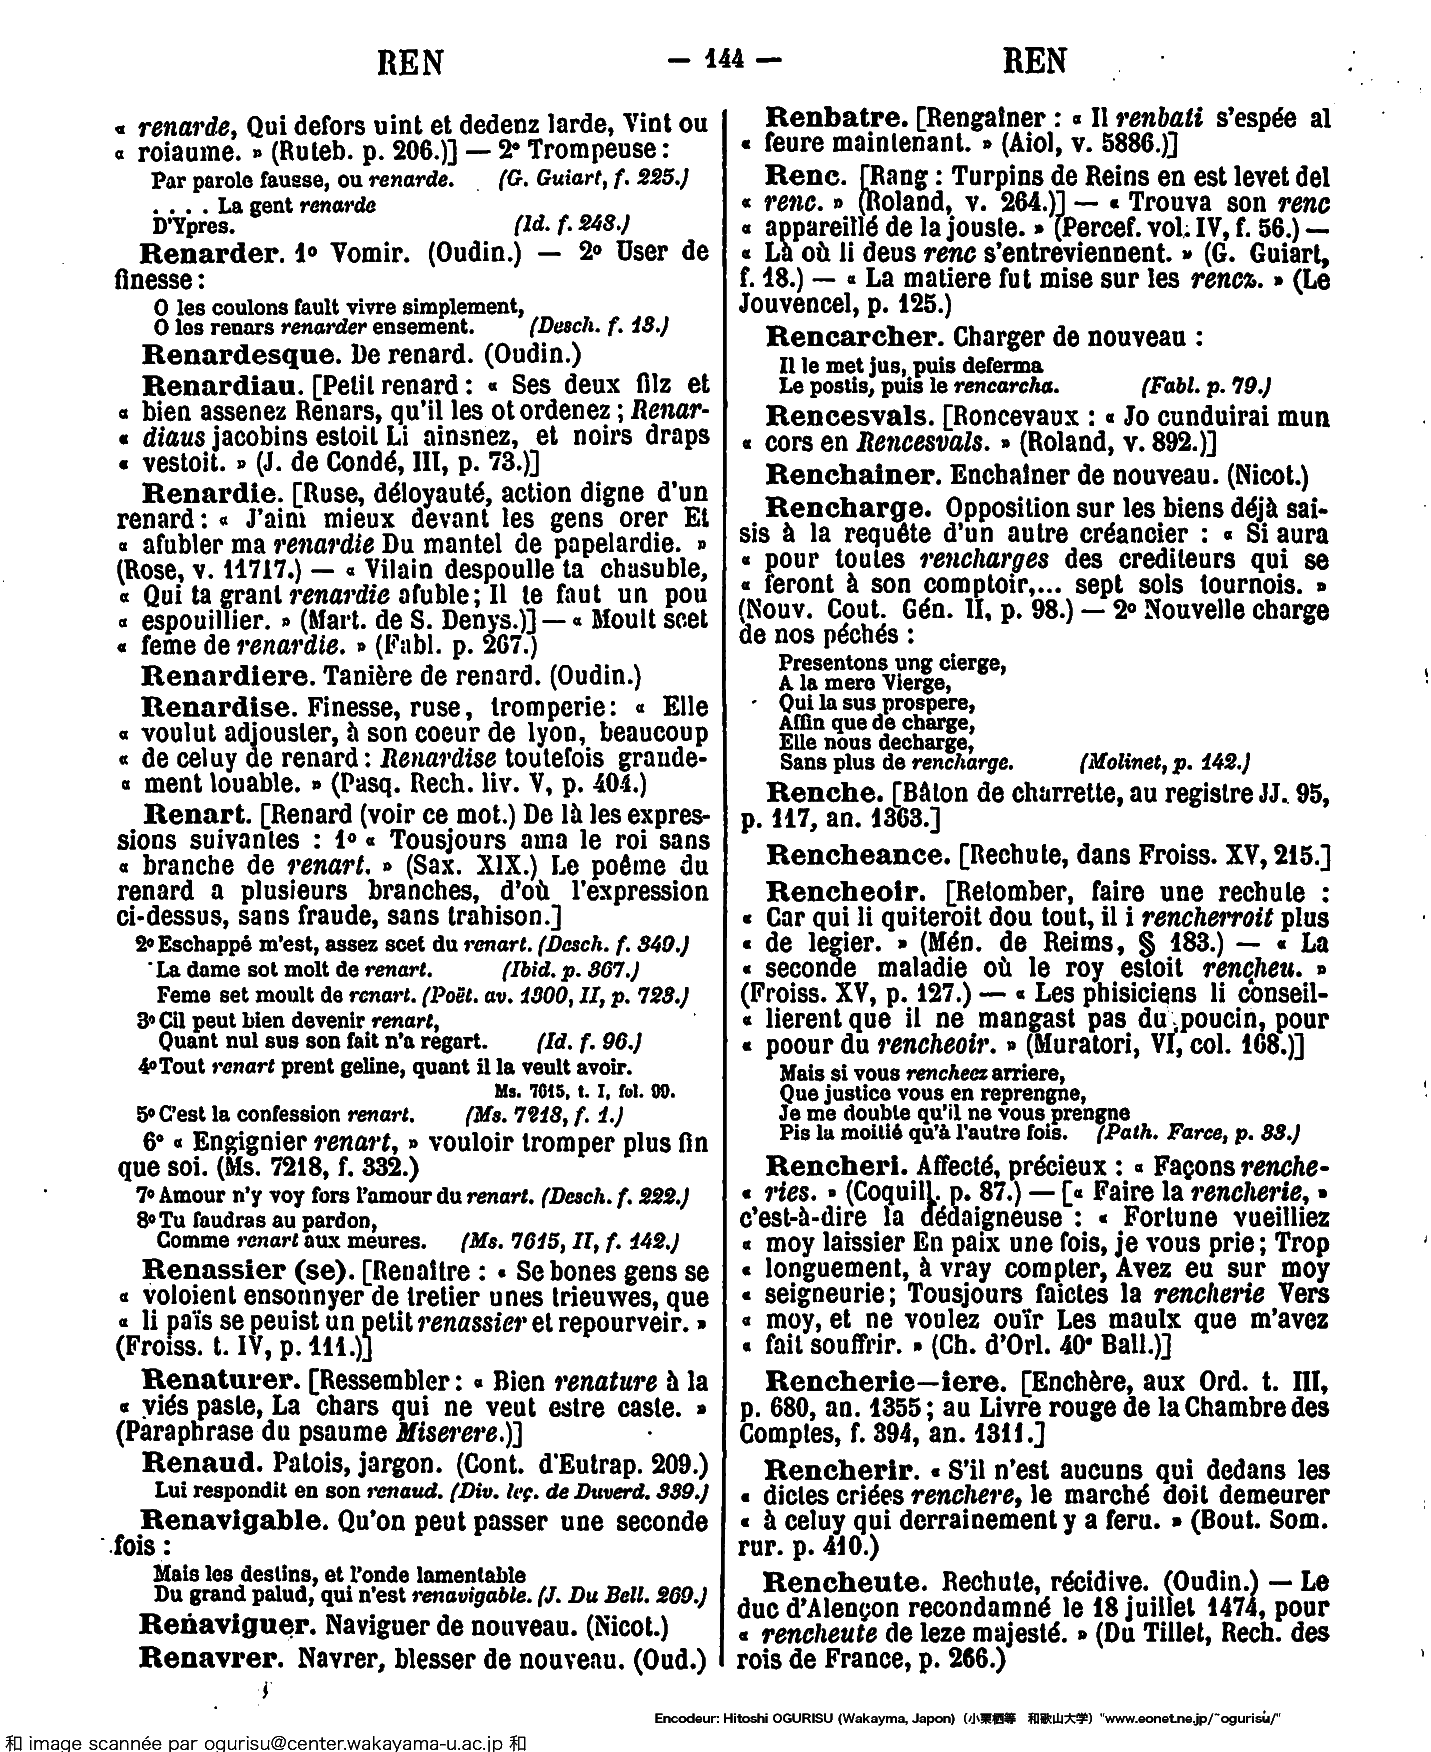 REN — 144 — REN
« renarde, Qui defors uint et dedenz larde, Vint ou
« roiaume. » (Ruteb. p. 206.)] — 2° Trompeuse :
Par parole fausse, ou renarde. (G. Guiart, f. 225.)
. . . . La gent renarde
D'Ypres. (Id. f. 248.)
Renarder. 1° Vomir. (Oudin.) — 2° User de
finesse :
O les coulons fault vivre simplement,
O les renars renarder ensement. (Desch. f. 13.)
Renardesque. De renard. (Oudin.)
Renardiau. [Petit renard : « Ses deux filz et
« bien assenez Renars, qu'il les ot ordenez ; Renar-
« diaus jacobins estoit Li ainsnez, et noirs draps
« vestoit. » (J. de Condé, III, p. 73.)]
Renardie. [Ruse, déloyauté, action digne d'un
renard : « J'aim mieux devant les gens orer Et
« afubler ma renardie Du mantel de papelardie. »
(Rose, v. 11717.) — « Vilain despoulle ta chasuble,
« Qui ta grant renardie afuble ; Il te faut un pou
« espouillier. » (Mart. de S. Denys.)] — « Moult scet
« feme de renardie. » (Fabl. p. 267.)
Renardiere. Tanière de renard. (Oudin.)
Renardise. Finesse, ruse, tromperie : « Elle
« voulut adjouster, à son coeur de lyon, beaucoup
« de celuy de renard : Renardise toutefois grande-
« ment louable. » (Pasq. Rech. liv. V, p. 404.)
Renart. [Renard (voir ce mot.) De là les expres-
sions suivantes : 1° « Tousjours ama le roi sans
« branche de renart. » (Sax. XIX.) Le poême du
renard a plusieurs branches, d'où l'expression
ci-dessus, sans fraude, sans trahison.]
2° Eschappé m'est, assez scet du renart. (Desch. f. 340.)
La dame sot molt de renart. (Ibid. p. 367.)
Feme set moult de renart. (Poët. av. 1300, II, p. 723.)
3° Cil peut bien devenir renart,
Quant nul sus son fait n'a regart. (Id. f. 96.)
4° Tout renart prent geline, quant il la veult avoir.
Ms. 7615, t. I, fol. 99.
5° C'est la confession renart. (Ms. 7218, f. 1.)
6° « Engignier renart, » vouloir tromper plus fin
que soi. (Ms. 7218, f. 332.)
7° Amour n'y voy fors l'amour du renart. (Desch. f. 222.)
8° Tu faudras au pardon,
Comme renart aux meures. (Ms. 7615, II, f. 142.)
Renassier (se). [Renaître : « Se bones gens se
« voloient ensonnyer de tretier unes trieuwes, que
« li païs se peuist un petit renassier et repourveir. »
(Froiss. t. IV, p. 111.)]
Renaturer. [Ressembler : « Bien renature à la
« viés paste, La chars qui ne veut estre caste. »
(Paraphrase du psaume Miserere.)]
Renaud. Patois, jargon. (Cont. d'Eutrap. 209.)
Lui respondit en son renaud. (Div. leç. de Duverd. 339.)
Renavigable. Qu'on peut passer une seconde
fois :
Mais les destins, et l'onde lamentable
Du grand palud, qui n'est renavigable. (J. Du Bell. 269.)
Renaviguer. Naviguer de nouveau. (Nicot.)
Renavrer. Navrer, blesser de nouveau. (Oud.)
Renbatre. [Rengaîner : « Il renbati s'espée al
« feure maintenant. » (Aiol, v. 5886.)]
Renc. [Rang : Turpins de Reins en est levet del
« renc. » (Roland, v. 264.)] — « Trouva son renc
« appareillé de la jouste. » (Percef. vol. IV, f. 56.) —
« Là où li deus renc s'entreviennent. » (G. Guiart,
f. 18.) — « La matiere fut mise sur les rencz. » (Le
Jouvencel, p. 125.)
Rencarcher. Charger de nouveau :
Il le met jus, puis deferma
Le postis, puis le rencarcha. (Fabl. p. 79.)
Rencesvals. [Roncevaux : « Jo cunduirai mun
« cors en Rencesvals. » (Roland, v. 892.)]
Renchainer. Enchaîner de nouveau. (Nicot.)
Rencharge. Opposition sur les biens déjà sai-
sis à la requête d'un autre créancier : « Si aura
« pour toutes rencharges des crediteurs qui se
« feront à son comptoir,... sept sols tournois. »
(Nouv. Cout. Gén. II, p. 98.) — 2° Nouvelle charge
de nos péchés :
Presentons ung cierge,
A la mere Vierge,
Qui la sus prospere,
Affin que de charge,
Elle nous decharge,
Sans plus de rencharge. (Molinet, p. 142.)
Renche. [Bâton de charrette, au registre JJ. 95,
p. 117, an. 1363.]
Rencheance. [Rechute, dans Froiss. XV, 215.]
Rencheoir. [Retomber, faire une rechute :
« Car qui li quiteroit dou tout, il i rencherroit plus
« de legier. » (Mén. de Reims, § 183.) — « La
« seconde maladie où le roy estoit rencheu. »
(Froiss. XV, p. 127.) — « Les phisiciens li conseil-
« lierent que il ne mangast pas du poucin, pour
« poour du rencheoir. » (Muratori, VI, col. 168.)]
Mais si vous rencheez arriere,
Que justice vous en reprengne,
Je me doubte qu'il ne vous prengne
Pis la moitié qu'à l'autre fois. (Path. Farce, p. 33.)
Rencheri. Affecté, précieux : « Façons renche-
« ries. » (Coquill. p. 87.) — [« Faire la rencherie, »
c'est-à-dire la dédaigneuse : « Fortune vueilliez
« moy laissier En paix une fois, je vous prie ; Trop
« longuement, à vray compter, Avez eu sur moy
« seigneurie ; Tousjours faictes la rencherie Vers
« moy, et ne voulez ouïr Les maulx que m'avez
« fait souffrir. » (Ch. d'Orl. 40e Ball.)]
Rencherie—iere. [Enchère, aux Ord. t. III,
p. 680, an. 1355 ; au Livre rouge de la Chambre des
Comptes, f. 394, an. 1311.]
Rencherir. « S'il n'est aucuns qui dedans les
« dictes criées renchere, le marché doit demeurer
« à celuy qui derrainement y a feru. » (Bout. Som.
rur. p. 410.)
Rencheute. Rechute, récidive. (Oudin.) — Le
duc d'Alençon recondamné le 18 juillet 1474, pour
« rencheute de leze majesté. » (Du Tillet, Rech. des
rois de France, p. 266.)
Encodeur: Hitoshi OGURISU (Wakayma, Japon) (小栗栖等 和歌山大学) "www.eonet.ne.jp/~ogurisu/"
和 image scannée par ogurisu@center.wakayama-u.ac.jp 和